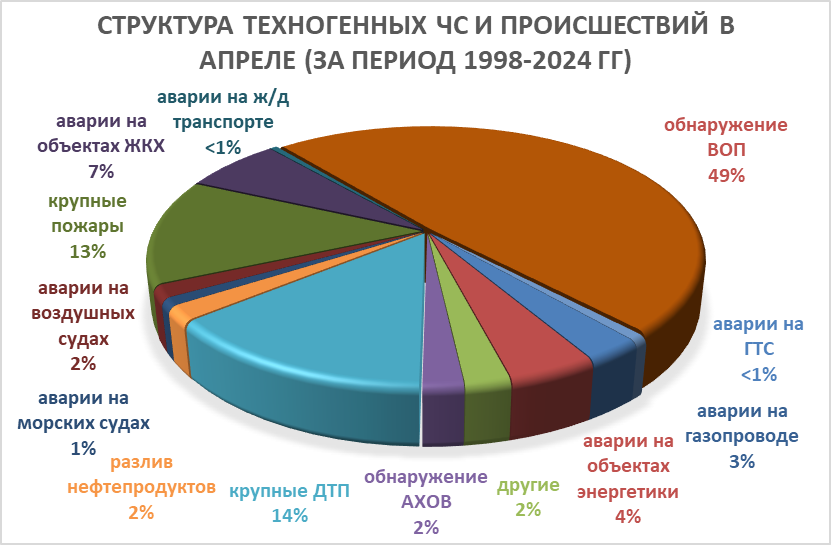 СТРУКТУРА ТЕХНОГЕННЫХ ЧС И ПРОИСШЕСТВИЙ В
АПРЕЛЕ (ЗА ПЕРИОД 1998-2024 ГГ)
аварии на ж/д
транспорте
<1%
обнаружение
ВОП
49%
аварии на
объектах ЖКХ
7%
крупные
пожары
13%
аварии на
воздушных
судах
2%
аварии на
морских судах
1%
разлив
нефтепродуктов
2%
крупные ДТП
14%
обнаружение
АХОВ
2%
другие
2%
аварии на
объектах
энергетики
4%
аварии на
газопроводе
3%
аварии на
ГТС
<1%